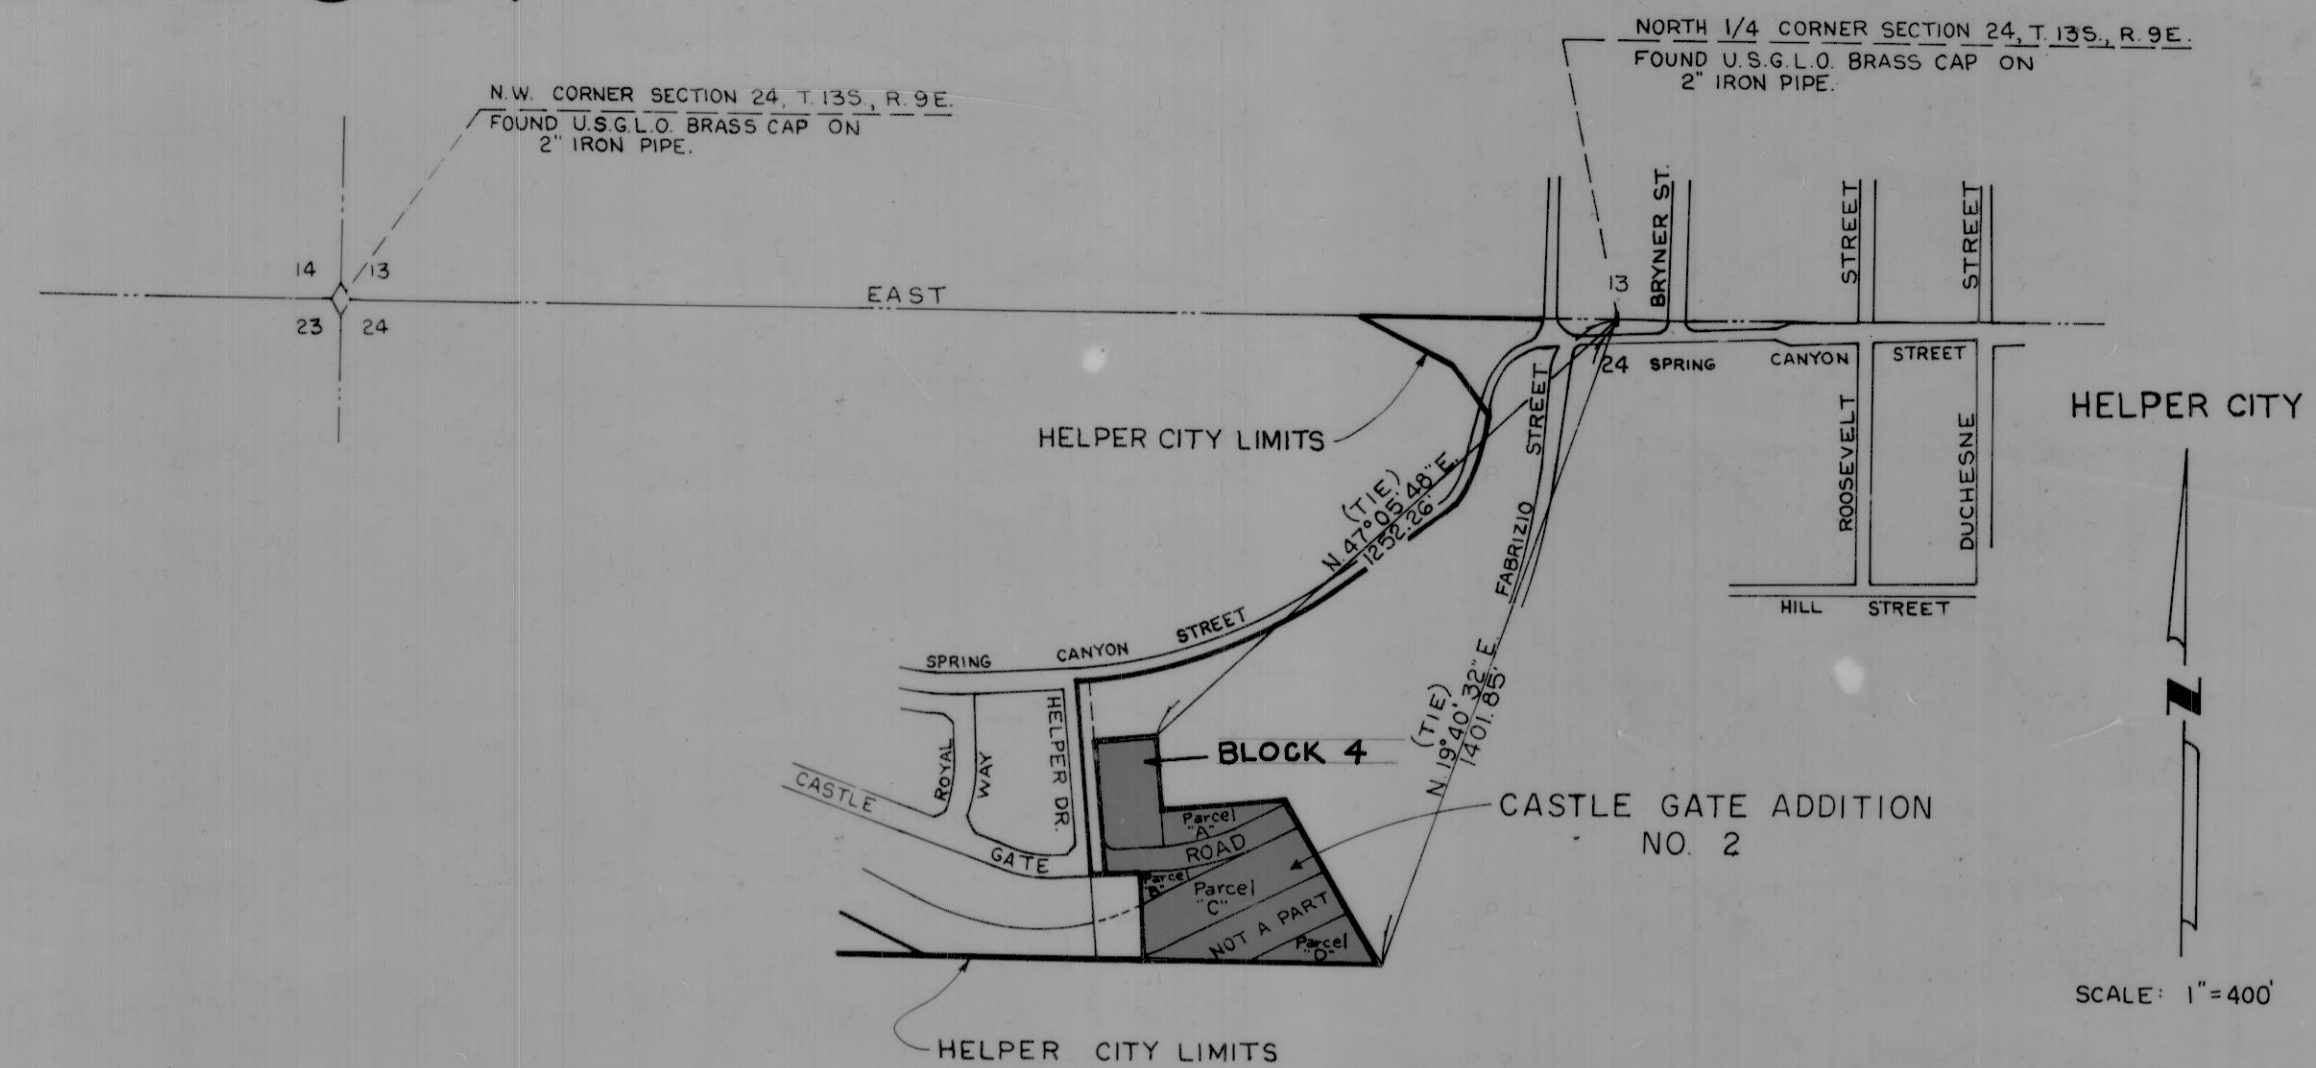 NORTH 1/4 CORNER SECTION 24, T. 13S., R. 9E.
FOUND U.S.G.L.O. BRASS CAP ON
2" IRON PIPE.
N.W. CORNER SECTION 24, T. 13S., R. 9E.
FOUND U.S.G.L.O. BRASS CAP ON
2" IRON PIPE.
14
13
23
24
EAST
13
24
BRYNER ST.
STREET
STREET
SPRING CANYON STREET
HELPER CITY
HELPER CITY LIMITS
FABRIZIO STREET
ROOSEVELT
DUCHESNE
HILL STREET
(TIE)
N. 47°05'48" E.
1252.26'
SPRING CANYON STREET
(TIE)
N. 19°40'32" E.
1401.85'
HELPER DR.
ROYAL
WAY
CASTLE GATE
BLOCK 4
CASTLE GATE ADDITION
NO. 2
Parcel
"A"
ROAD
Parcel
"B"
Parcel
"C"
NOT A PART
Parcel
"D"
N
SCALE: 1"=400'
HELPER CITY LIMITS